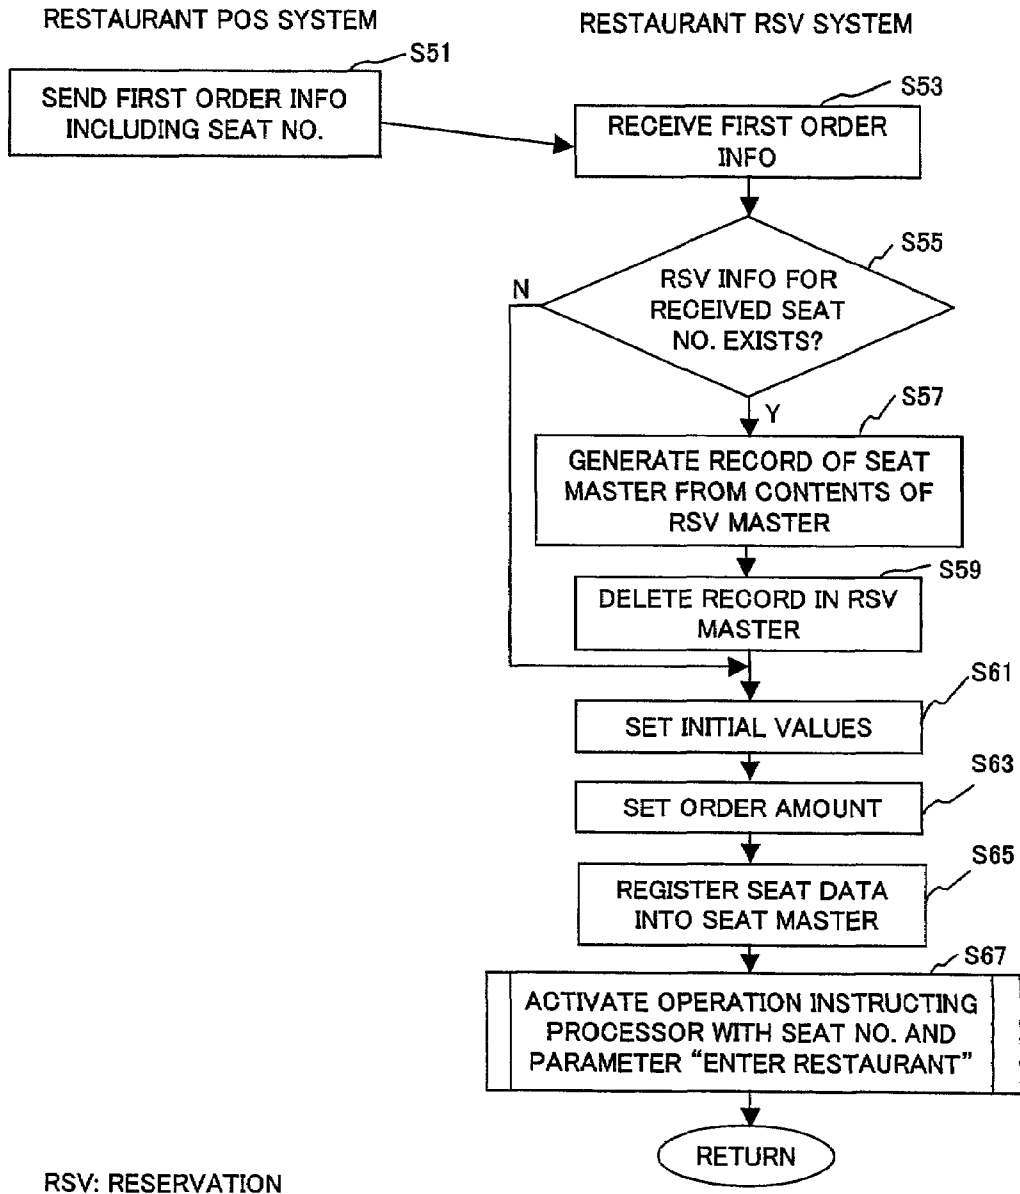 RESTAURANT POS SYSTEM
RESTAURANT RSV SYSTEM
S51
SEND FIRST ORDER INFO
INCLUDING SEAT NO.
S53
RECEIVE FIRST ORDER
INFO
S55
RSV INFO FOR
RECEIVED SEAT
NO. EXISTS?
N
Y
S57
GENERATE RECORD OF SEAT
MASTER FROM CONTENTS OF
RSV MASTER
S59
DELETE RECORD IN RSV
MASTER
S61
SET INITIAL VALUES
S63
SET ORDER AMOUNT
S65
REGISTER SEAT DATA
INTO SEAT MASTER
S67
ACTIVATE OPERATION INSTRUCTING
PROCESSOR WITH SEAT NO. AND
PARAMETER “ENTER RESTAURANT”
RETURN
RSV: RESERVATION